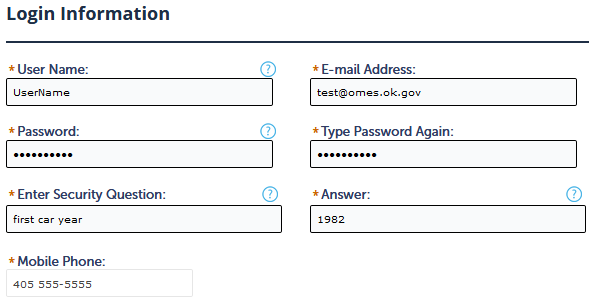 Login Information
*User Name: ?
*E-mail Address:
UserName
test@omes.ok.gov
*Password: ?
*Type Password Again:
••••••••••
••••••••••
*Enter Security Question: ?
*Answer: ?
first car year
1982
*Mobile Phone:
405 555-5555